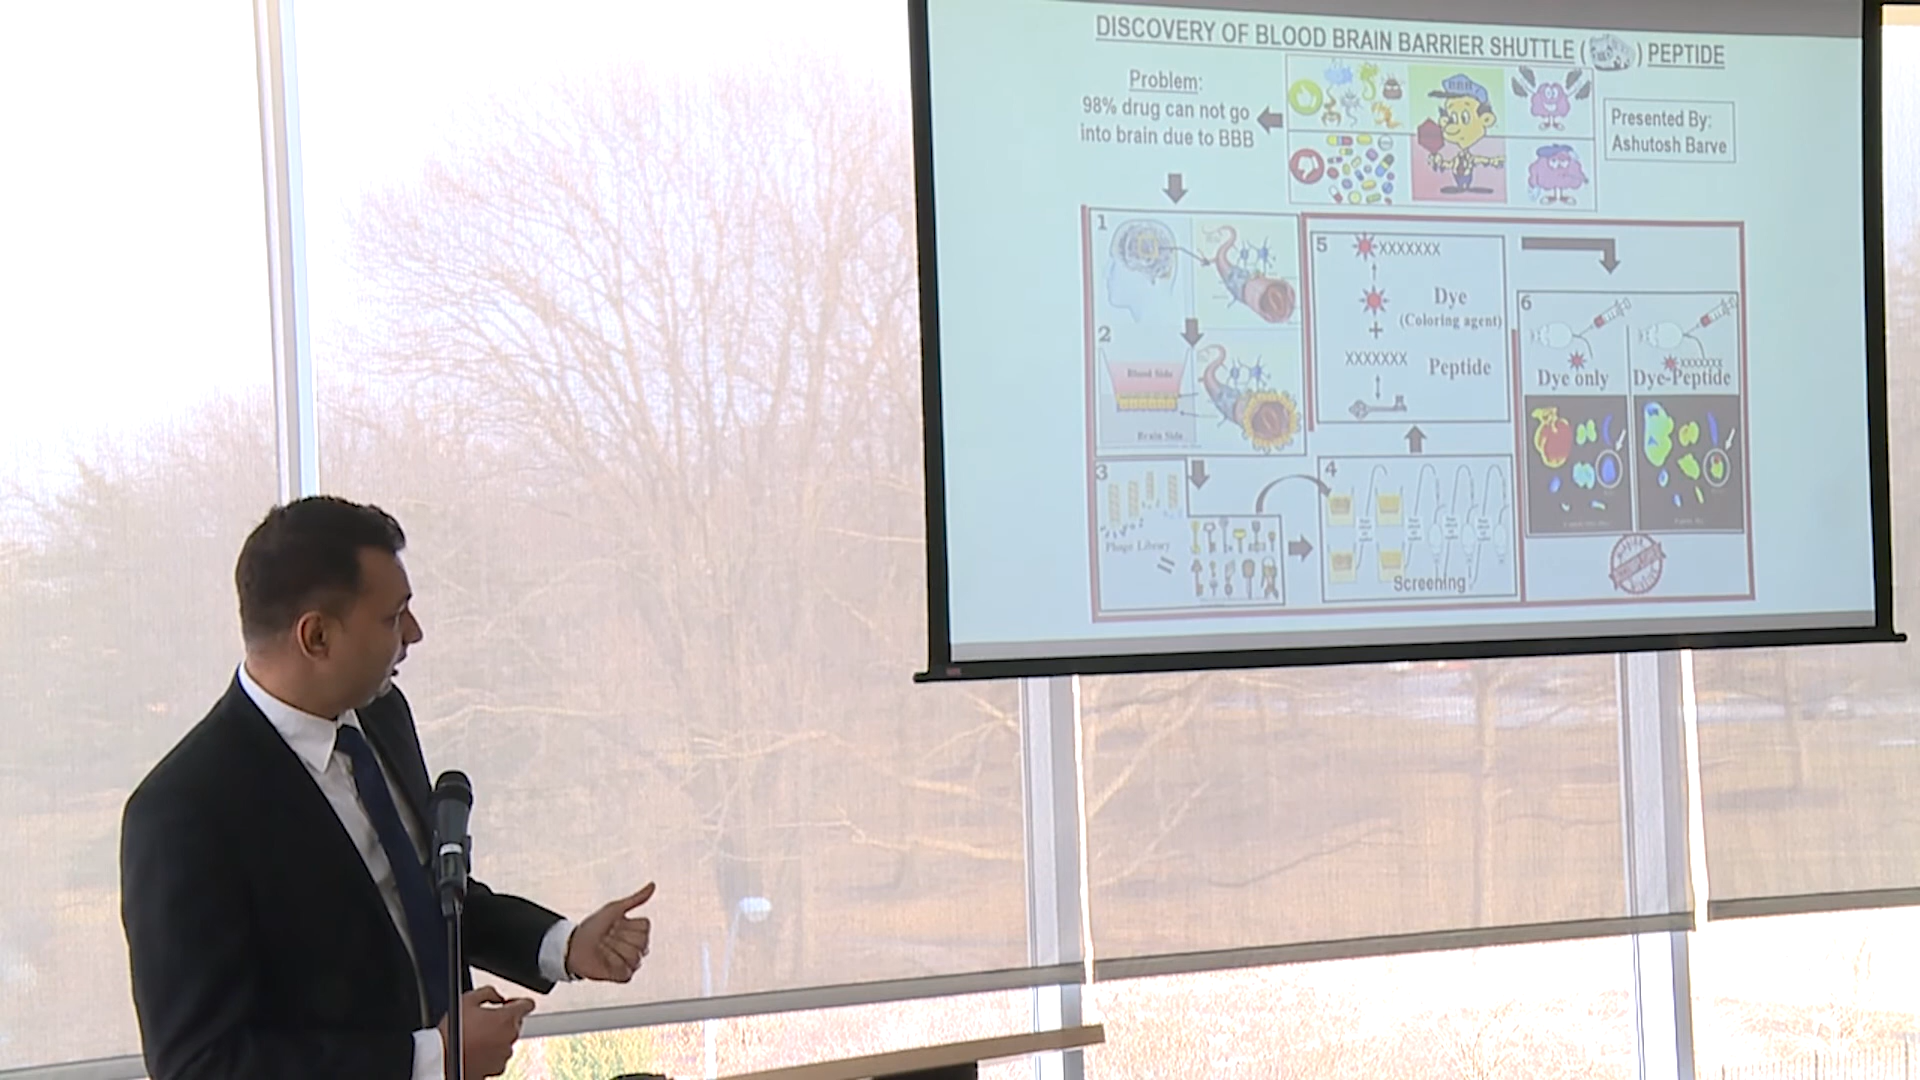 DISCOVERY OF BLOOD BRAIN BARRIER SHUTTLE ( ) PEPTIDE
Problem:
98% drug can not go
into brain due to BBB
BBB
Presented By:
Ashutosh Barve
1
2
Blood Side
Brain Side
3
Phage Library
=
4
Screening
5
XXXXXXX
Dye
(Coloring agent)
+
XXXXXXX
Peptide
6
Dye only
XXXXXXX
Dye-Peptide